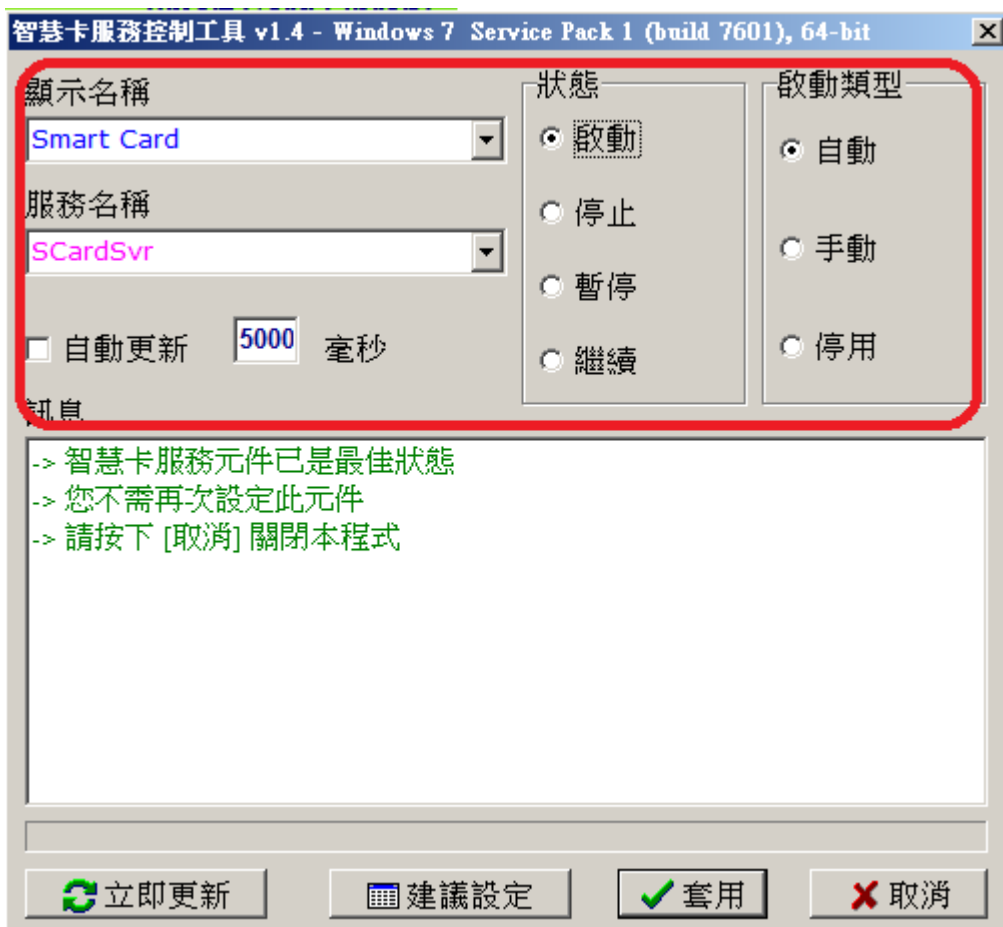 智慧卡服務控制工具 v1.4 - Windows 7 Service Pack 1 (build 7601), 64-bit
顯示名稱
Smart Card
服務名稱
SCardSvr
自動更新 5000 毫秒
狀態
啟動
停止
暫停
繼續
啟動類型
自動
手動
停用
訊息
-> 智慧卡服務元件已是最佳狀態
-> 您不需再次設定此元件
-> 請按下 [取消] 關閉本程式
立即更新
建議設定
套用
取消